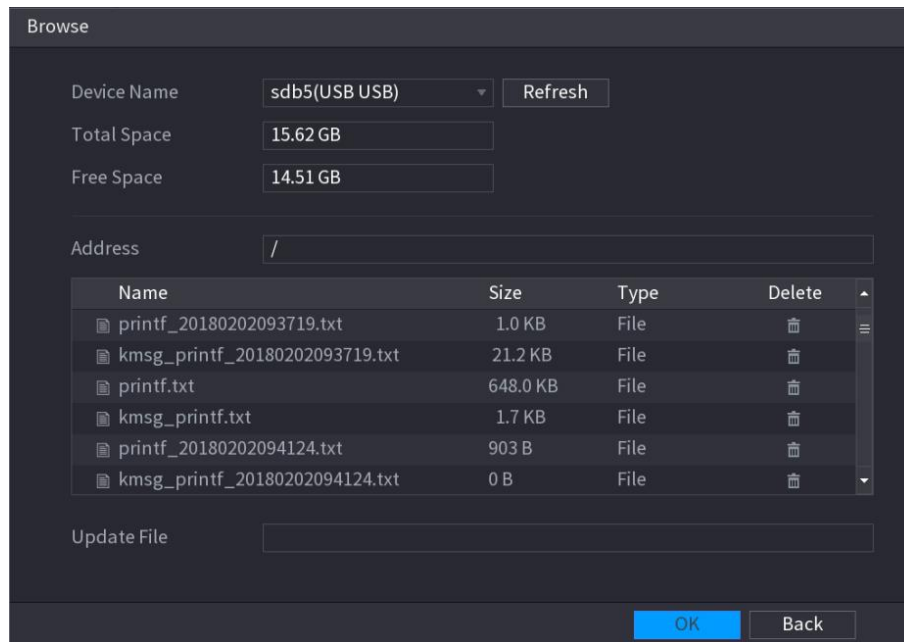 Browse
Device Name sdb5(USB USB) Refresh
Total Space 15.62 GB
Free Space 14.51 GB
Address /
Name Size Type Delete
printf_20180202093719.txt 1.0 KB File
kmsg_printf_20180202093719.txt 21.2 KB File
printf.txt 648.0 KB File
kmsg_printf.txt 1.7 KB File
printf_20180202094124.txt 903 B File
kmsg_printf_20180202094124.txt 0 B File
Update File
OK Back